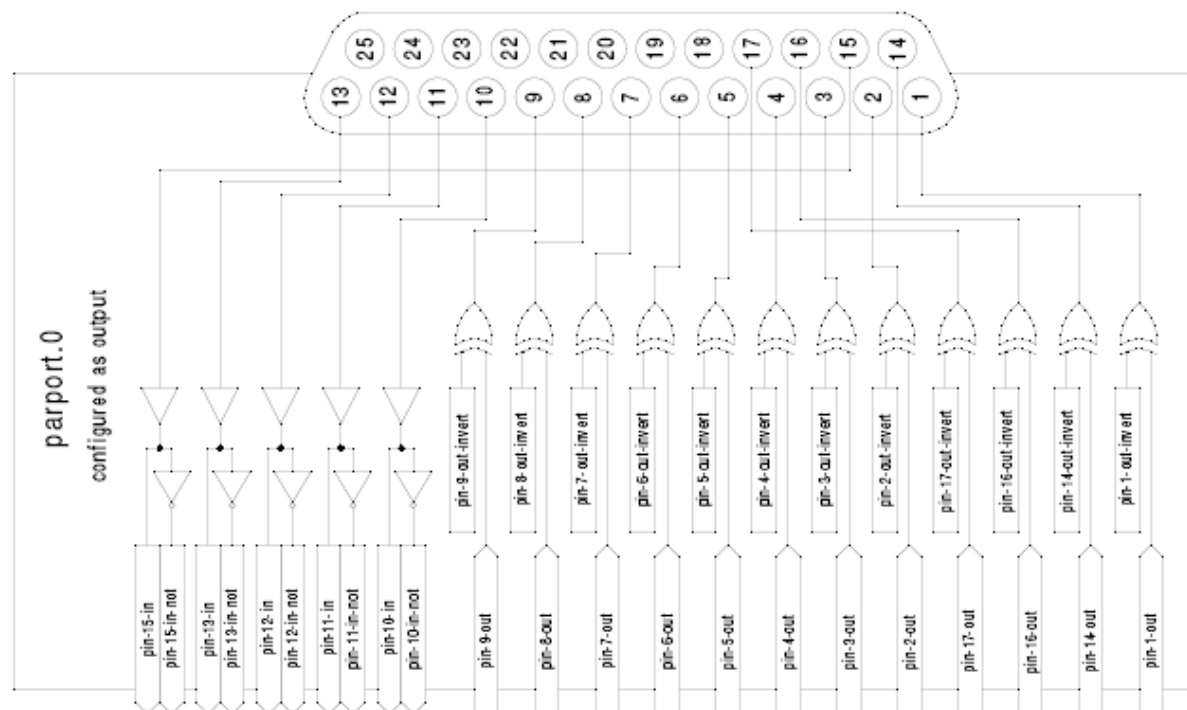 25
24
23
22
21
20
19
18
17
16
15
14
13
12
11
10
9
8
7
6
5
4
3
2
1
parport.0
configured as output
pin-9-out-invert
pin-8-out-invert
pin-7-out-invert
pin-6-out-invert
pin-5-out-invert
pin-4-out-invert
pin-3-out-invert
pin-2-out-invert
pin-17-out-invert
pin-16-out-invert
pin-14-out-invert
pin-1-out-invert
pin-15-in
pin-15-in-not
pin-13-in
pin-13-in-not
pin-12-in
pin-12-in-not
pin-11-in
pin-11-in-not
pin-10-in
pin-10-in-not
pin-9-out
pin-8-out
pin-7-out
pin-6-out
pin-5-out
pin-4-out
pin-3-out
pin-2-out
pin-17-out
pin-16-out
pin-14-out
pin-1-out